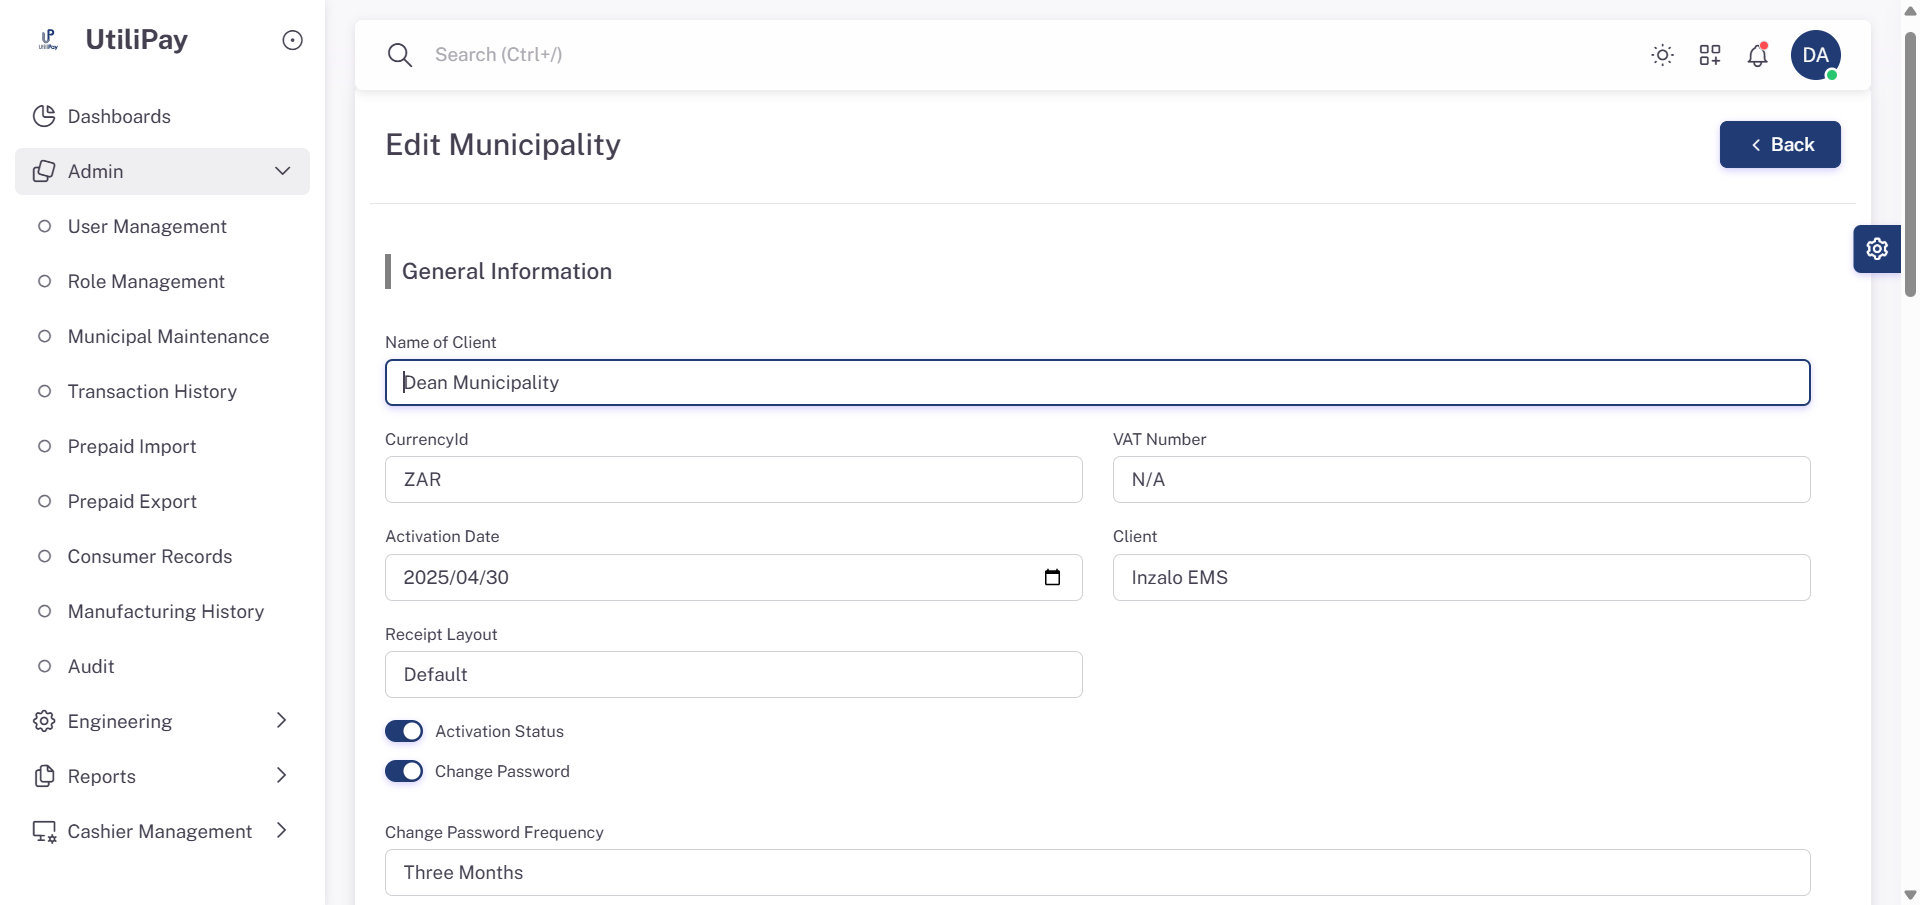 UP
UtiliPay
UtiliPay
Dashboards
Admin
User Management
Role Management
Municipal Maintenance
Transaction History
Prepaid Import
Prepaid Export
Consumer Records
Manufacturing History
Audit
Engineering
Reports
Cashier Management
Search (Ctrl+/)
DA
Edit Municipality
Back
General Information
Name of Client
Dean Municipality
CurrencyId
ZAR
VAT Number
N/A
Activation Date
2025/04/30
Client
Inzalo EMS
Receipt Layout
Default
Activation Status
Change Password
Change Password Frequency
Three Months